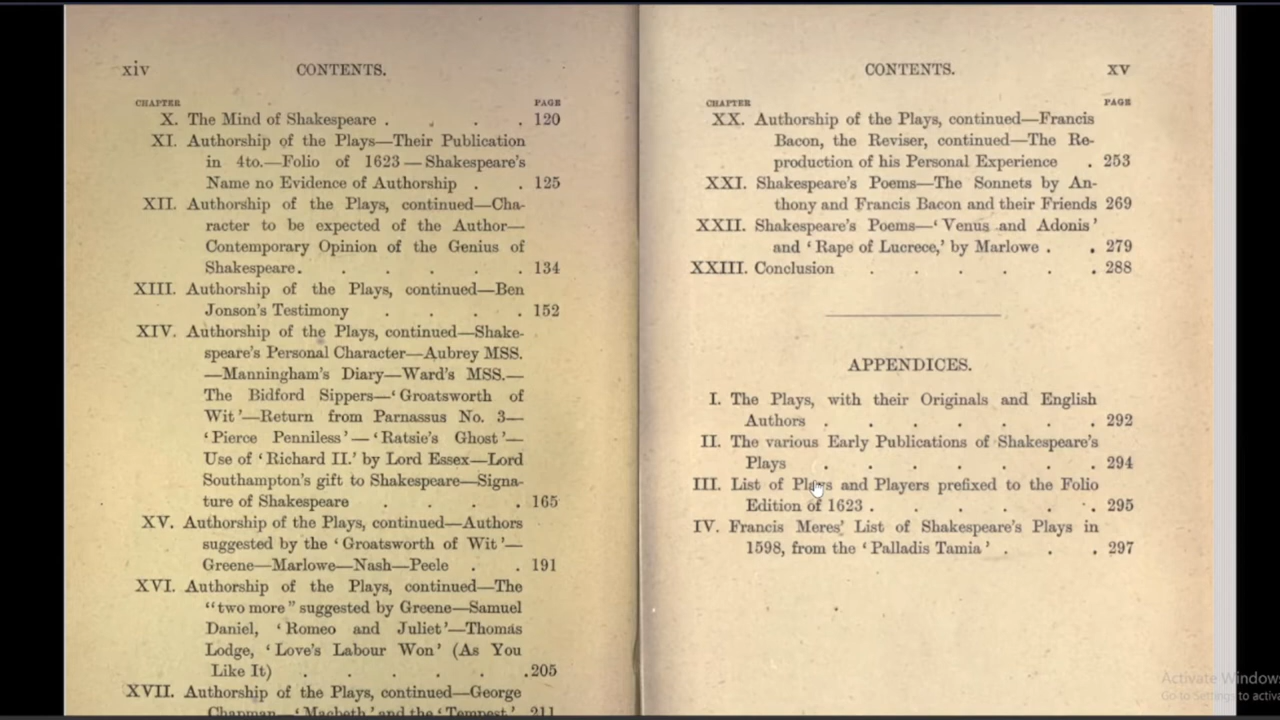 xiv CONTENTS.
CHAPTER PAGE
X. The Mind of Shakespeare . . . . 120
XI. Authorship of the Plays—Their Publication
in 4to.—Folio of 1623—Shakespeare's
Name no Evidence of Authorship . . 125
XII. Authorship of the Plays, continued—Cha-
racter to be expected of the Author—
Contemporary Opinion of the Genius of
Shakespeare. . . . . . . 134
XIII. Authorship of the Plays, continued—Ben
Jonson's Testimony . . . . 152
XIV. Authorship of the Plays, continued—Shake-
speare's Personal Character—Aubrey MSS.
—Manningham's Diary—Ward's MSS.—
The Bidford Sippers—‘Groatsworth of
Wit’—Return from Parnassus No. 3—
‘Pierce Penniless’—‘Ratsie's Ghost’—
Use of ‘Richard II.’ by Lord Essex—Lord
Southampton's gift to Shakespeare—Signa-
ture of Shakespeare . . . . 165
XV. Authorship of the Plays, continued—Authors
suggested by the ‘Groatsworth of Wit’—
Greene—Marlowe—Nash—Peele . . 191
XVI. Authorship of the Plays, continued—The
“two more” suggested by Greene—Samuel
Daniel, ‘Romeo and Juliet’—Thomas
Lodge, ‘Love's Labour Won’ (As You
Like It) . . . . . . 205
XVII. Authorship of the Plays, continued—George
Chapman—‘Macbeth’ and the ‘Tempest’ 211
CONTENTS. XV
CHAPTER PAGE
XX. Authorship of the Plays, continued—Francis
Bacon, the Reviser, continued—The Re-
production of his Personal Experience . 253
XXI. Shakespeare's Poems—The Sonnets by An-
thony and Francis Bacon and their Friends 269
XXII. Shakespeare's Poems—‘Venus and Adonis’
and ‘Rape of Lucrece,’ by Marlowe . . 279
XXIII. Conclusion . . . . . . 288
APPENDICES.
I. The Plays, with their Originals and English
Authors . . . . . . . 292
II. The various Early Publications of Shakespeare's
Plays . . . . . . . 294
III. List of Plays and Players prefixed to the Folio
Edition of 1623 . . . . . . 295
IV. Francis Meres' List of Shakespeare's Plays in
1598, from the ‘Palladis Tamia’ . . . 297
Activate Windows
Go to Settings to activa